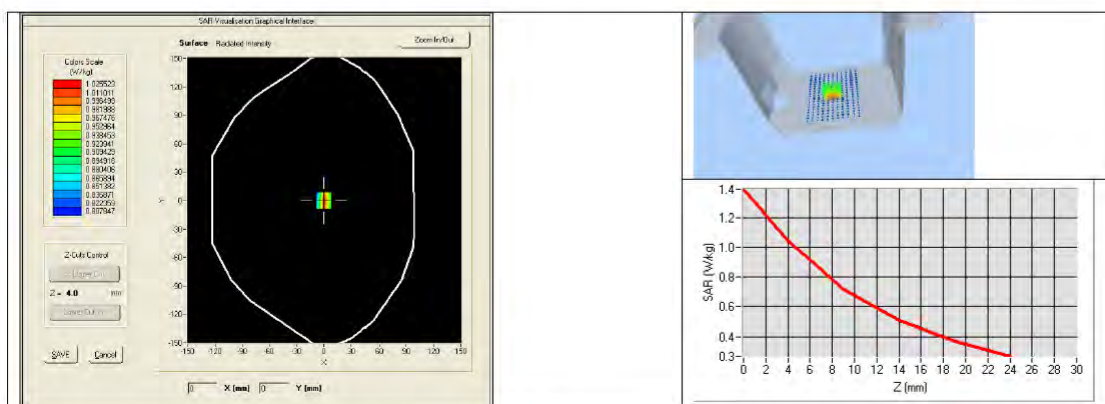 SAR Visualisation Graphical Interface
Surface Radiated Intensity
Zoom In/Out
Colors Scale
(W/kg)
1.025523
1.011011
0.996499
0.981988
0.967476
0.952964
0.938453
0.923941
0.909429
0.894918
0.880406
0.865894
0.851382
0.836871
0.822359
0.807847
150
120
90
60
30
0
-30
-60
-90
-120
-150
Y
-150 -120 -90 -60 -30 0 30 60 90 120 150
X
Z-Cuts Control
Z = 4.0 mm
SAVE Cancel
0 X (mm) 0 Y (mm)
1.4
1.2
1.0
0.8
0.6
0.4
0.3
SAR (W/kg)
0 2 4 6 8 10 12 14 16 18 20 22 24 26 28 30
Z (mm)